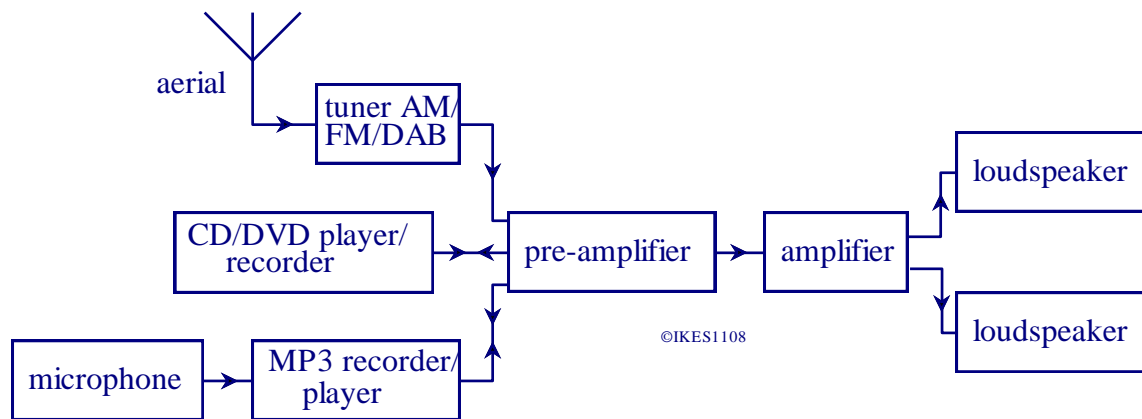 aerial
tuner AM/
FM/DAB
loudspeaker
CD/DVD player/
recorder
pre-amplifier
amplifier
loudspeaker
©IKES1108
microphone
MP3 recorder/
player